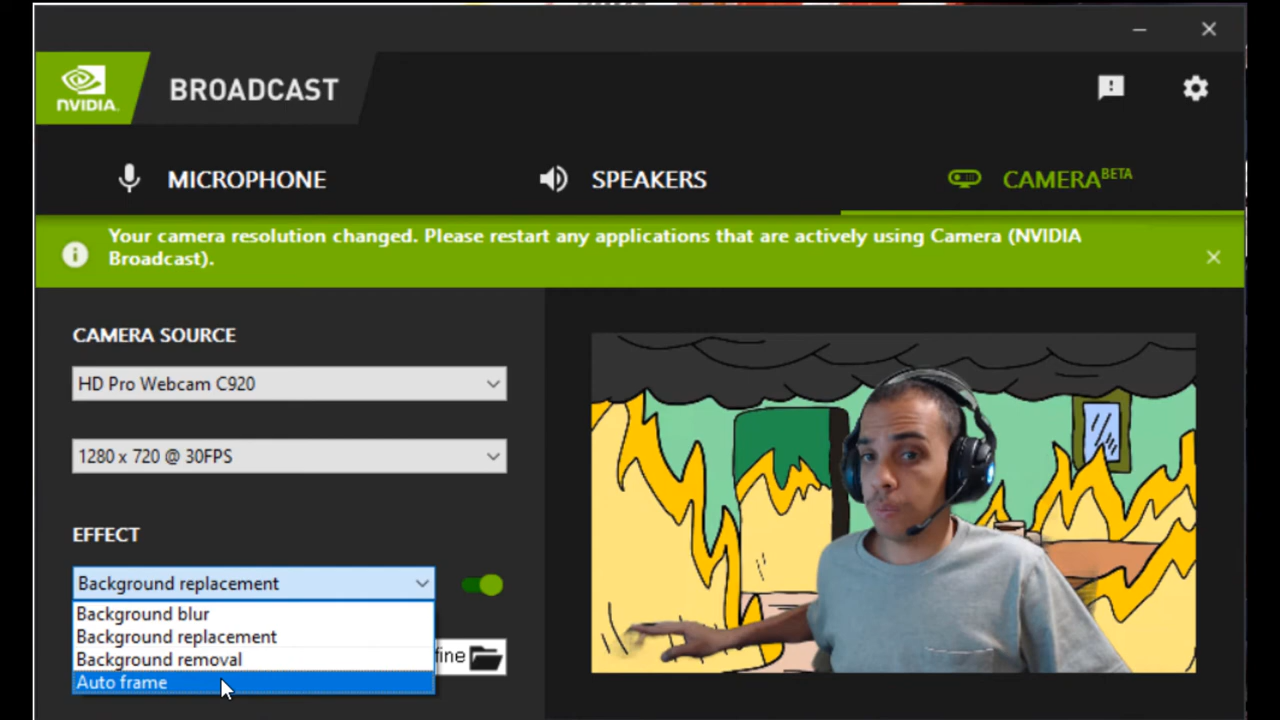 NVIDIA.
BROADCAST
MICROPHONE
SPEAKERS
CAMERA BETA
Your camera resolution changed. Please restart any applications that are actively using Camera (NVIDIA
Broadcast).
CAMERA SOURCE
HD Pro Webcam C920
1280 x 720 @ 30FPS
EFFECT
Background replacement
Background blur
Background replacement
Background removal
Auto frame
fine